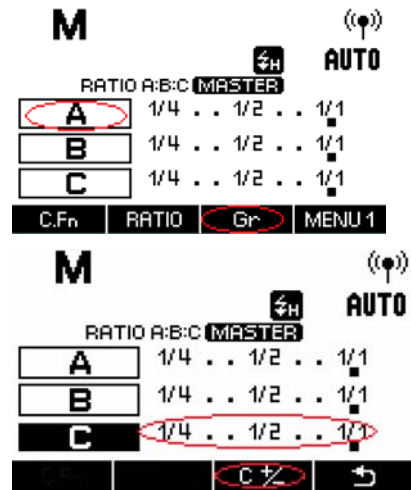 M
AUTO
RATIO A:B:C MASTER
A 1/4 . . 1/2 . . 1/1
B 1/4 . . 1/2 . . 1/1
C 1/4 . . 1/2 . . 1/1
C.Fn RATIO Gr MENU 1
M
AUTO
RATIO A:B:C MASTER
A 1/4 . . 1/2 . . 1/1
B 1/4 . . 1/2 . . 1/1
C 1/4 . . 1/2 . . 1/1
C.Fn C +/-